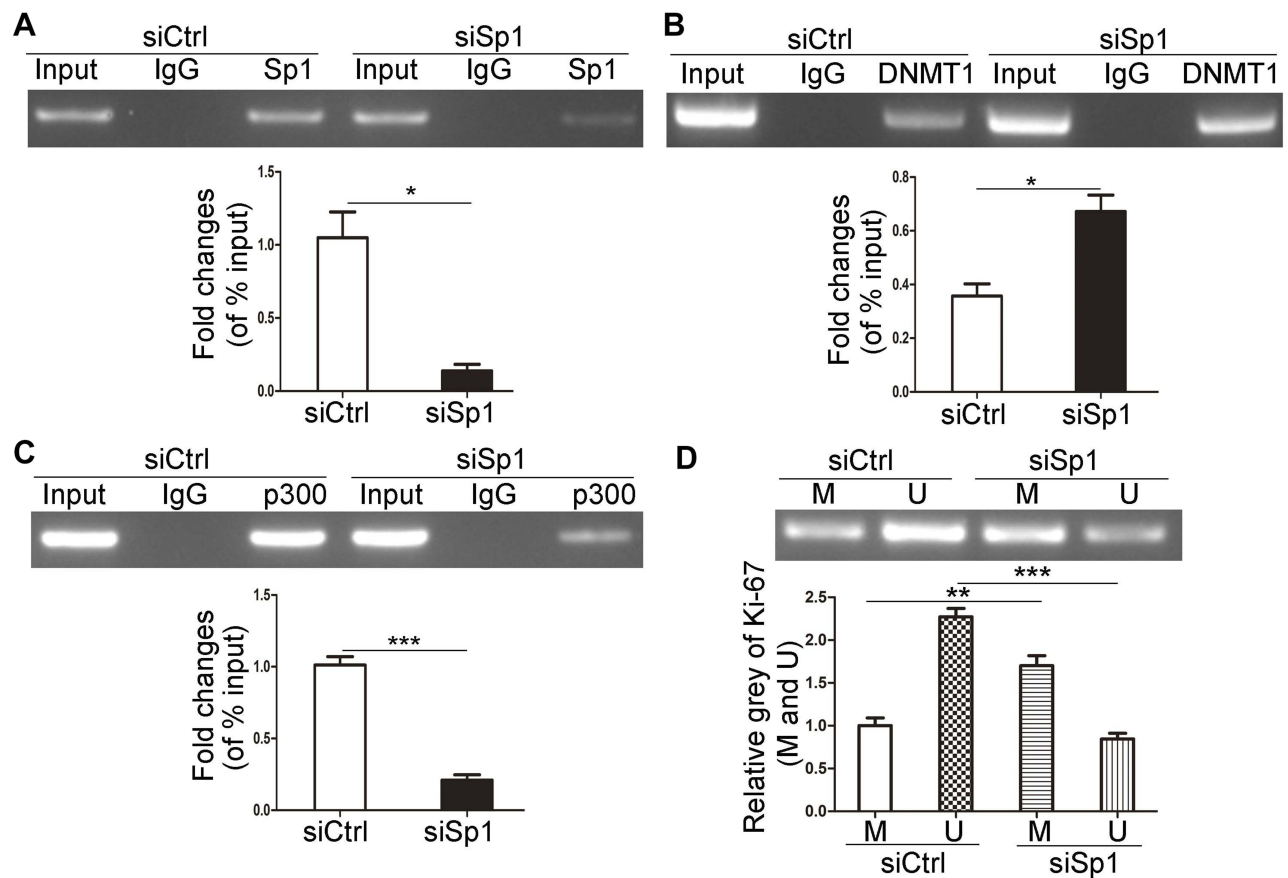 A
siCtrl siSp1
Input IgG Sp1 Input IgG Sp1
1.5
1.0
0.5
0.0
Fold changes
(of % input)
*
siCtrl siSp1
B
siCtrl siSp1
Input IgG DNMT1 Input IgG DNMT1
0.8
0.6
0.4
0.2
0.0
Fold changes
(of % input)
*
siCtrl siSp1
C
siCtrl siSp1
Input IgG p300 Input IgG p300
1.5
1.0
0.5
0.0
Fold changes
(of % input)
***
siCtrl siSp1
D
siCtrl siSp1
M U M U
2.5
2.0
1.5
1.0
0.5
0.0
Relative grey of Ki-67
(M and U)
***
**
M U M U
siCtrl siSp1